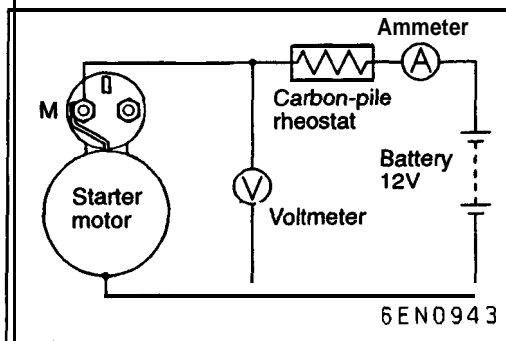 Ammeter
A
Carbon-pile
rheostat
M
Battery
12V
Starter
motor
V
Voltmeter
6EN0943